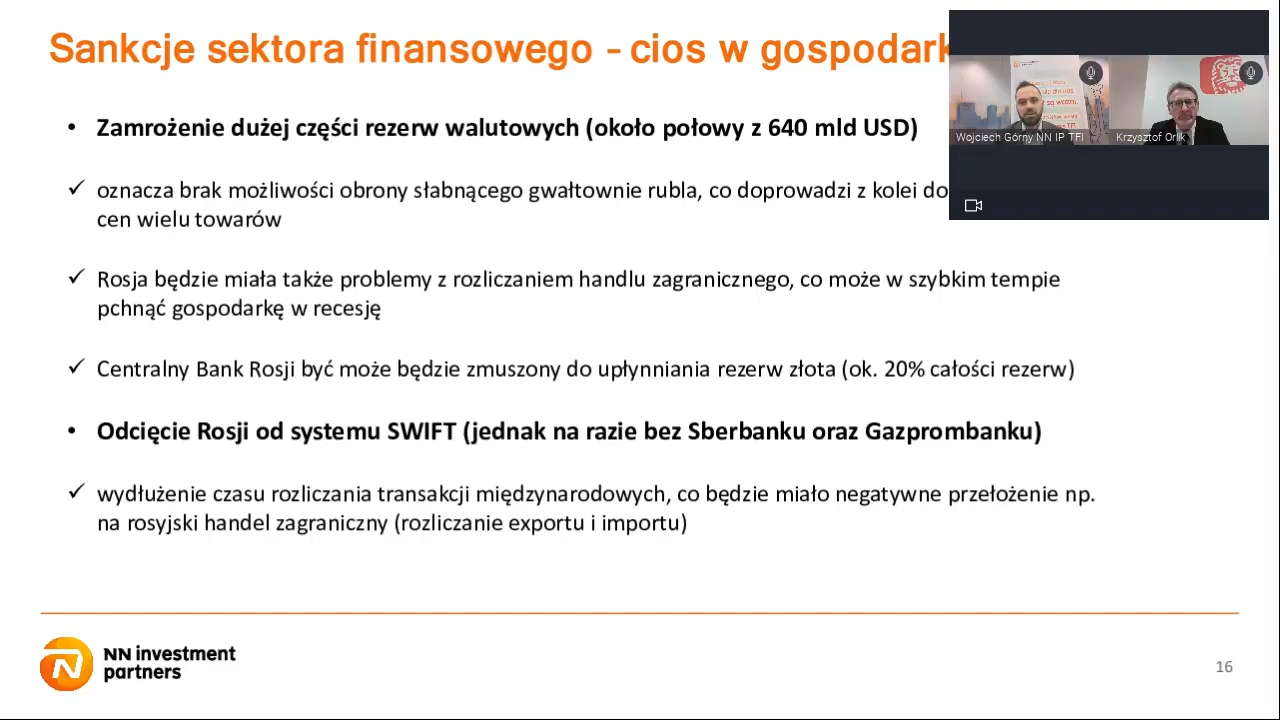 Sankcje sektora finansowego - cios w gospodark
• Zamrożenie dużej części rezerw walutowych (około połowy z 640 mld USD)
✓ oznacza brak możliwości obrony słabnącego gwałtownie rubla, co doprowadzi z kolei do
cen wielu towarów
✓ Rosja będzie miała także problemy z rozliczaniem handlu zagranicznego, co może w szybkim tempie
pchnąć gospodarkę w recesję
✓ Centralny Bank Rosji być może będzie zmuszony do upłynniania rezerw złota (ok. 20% całości rezerw)
• Odcięcie Rosji od systemu SWIFT (jednak na razie bez Sberbanku oraz Gazprombanku)
✓ wydłużenie czasu rozliczania transakcji międzynarodowych, co będzie miało negatywne przełożenie np.
na rosyjski handel zagraniczny (rozliczanie exportu i importu)
Wojciech Górny NN IP TFI
Krzysztof Orlik
NN investment
partners
16